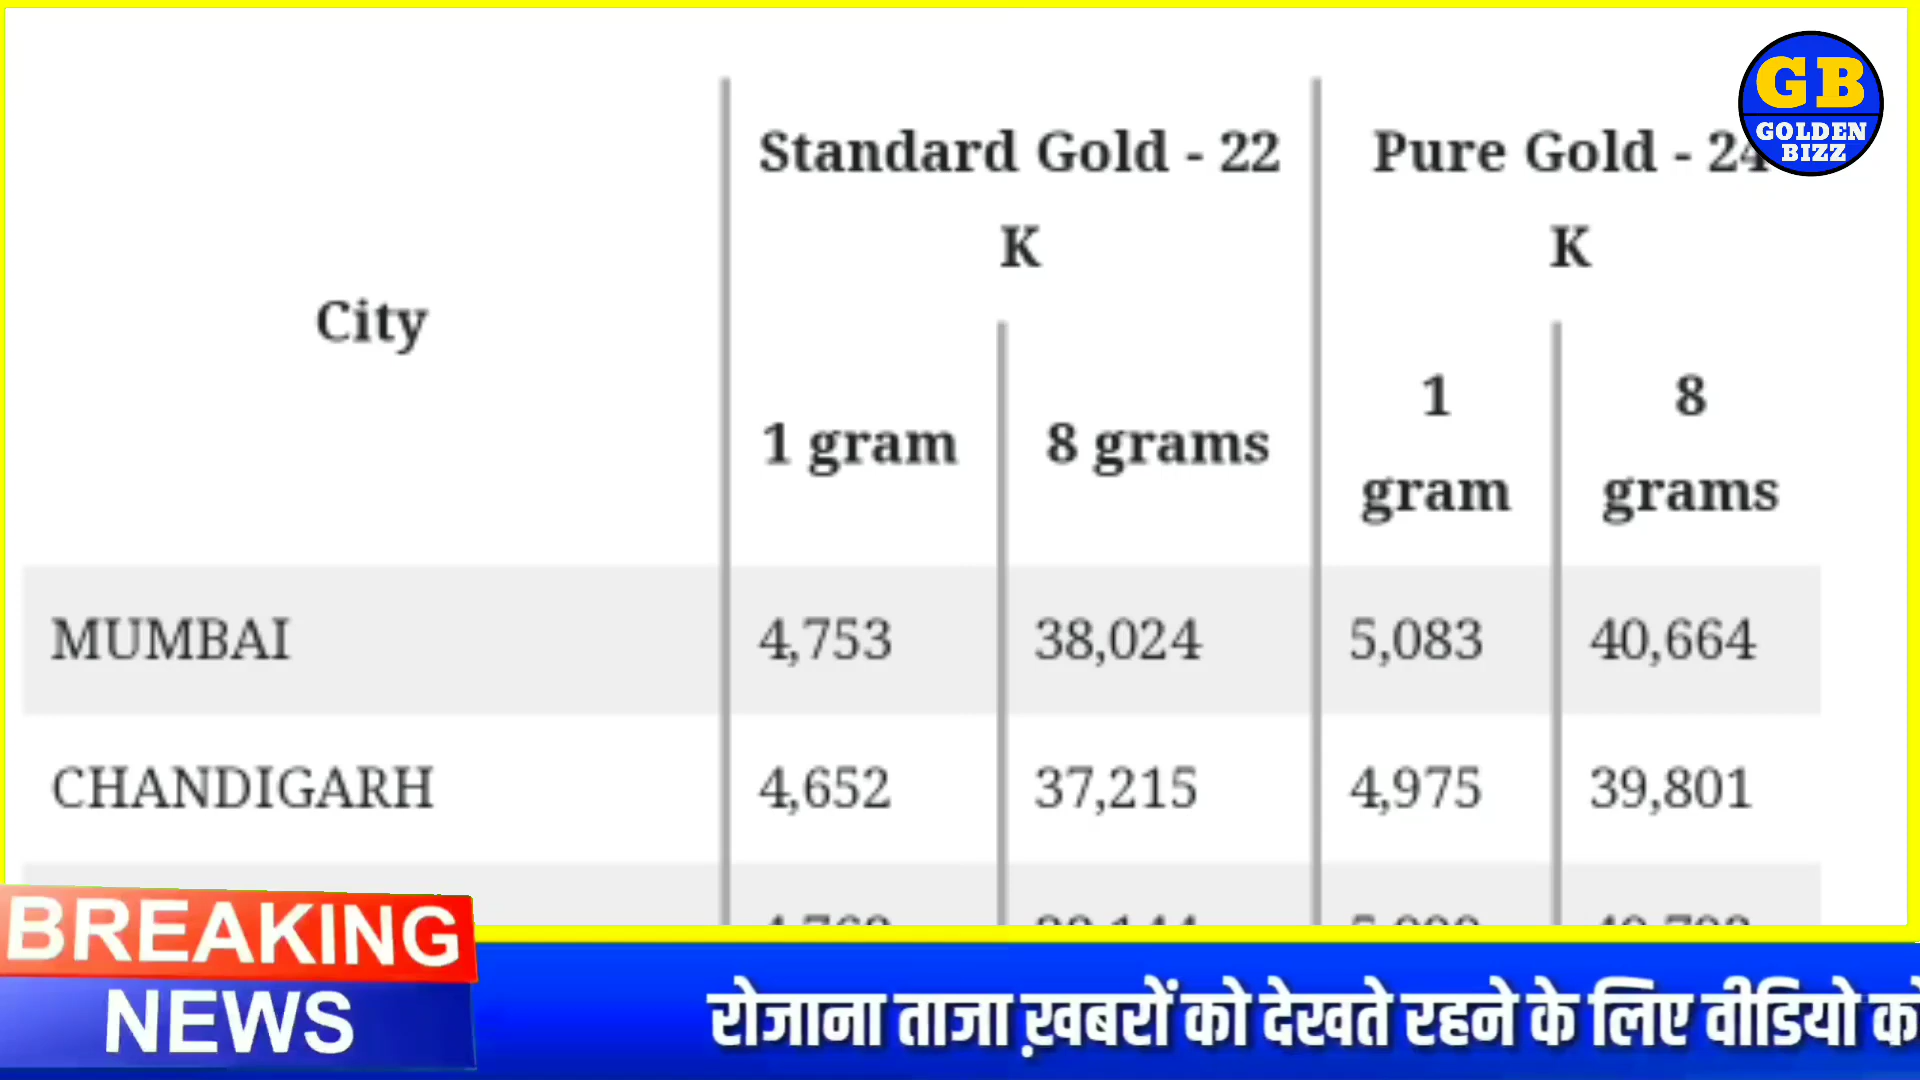 GB
GOLDEN
BIZZ
Standard Gold - 22 K
Pure Gold - 24 K
City
1 gram
8 grams
1 gram
8 grams
MUMBAI 4,753 38,024 5,083 40,664
CHANDIGARH 4,652 37,215 4,975 39,801
BREAKING
NEWS
रोजाना ताजा ख़बरों को देखते रहने के लिए वीडियो को